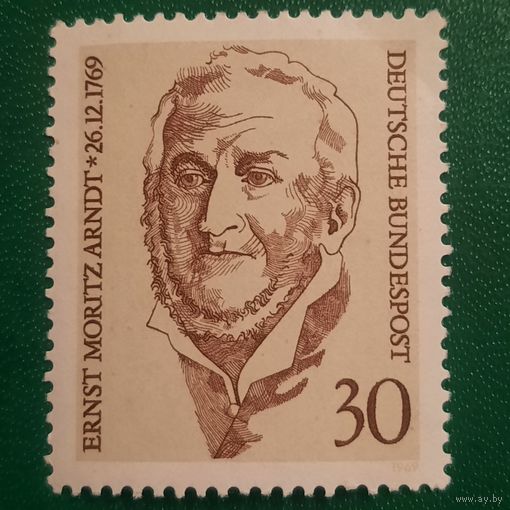 ERNST MORITZ ARNDT * 26.12.1769
DEUTSCHE BUNDESPOST
30
1969
www.ay.by